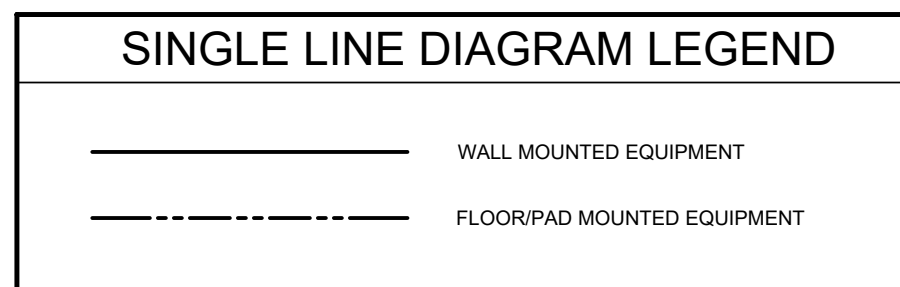 SINGLE LINE DIAGRAM LEGEND
WALL MOUNTED EQUIPMENT
FLOOR/PAD MOUNTED EQUIPMENT